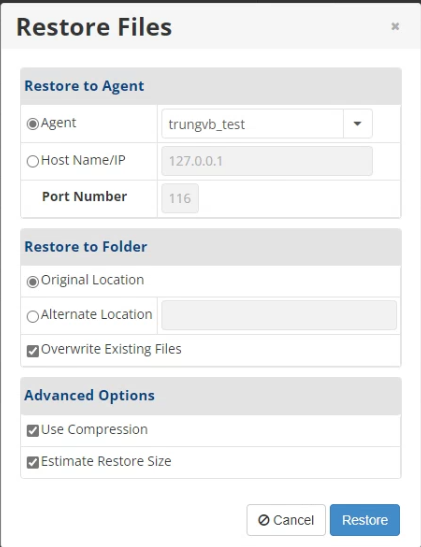 Restore Files
×
Restore to Agent
Agent
trungvb_test
Host Name/IP
127.0.0.1
Port Number
116
Restore to Folder
Original Location
Alternate Location
Overwrite Existing Files
Advanced Options
Use Compression
Estimate Restore Size
Cancel Restore